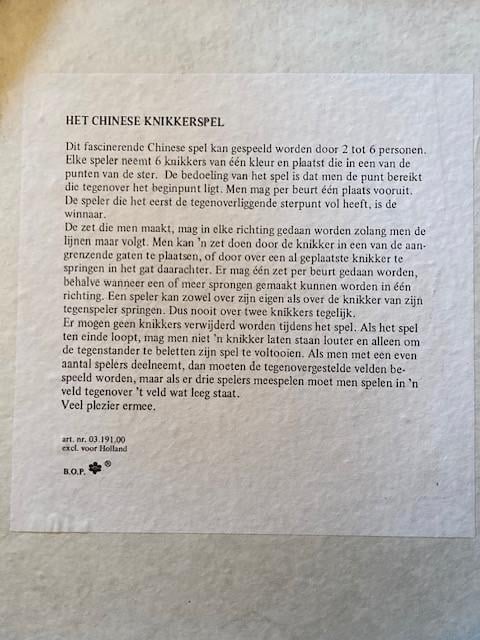 HET CHINESE KNIKKERSPEL
Dit fascinerende Chinese spel kan gespeeld worden door 2 tot 6 personen.
Elke speler neemt 6 knikkers van één kleur en plaatst die in een van de
punten van de ster. De bedoeling van het spel is dat men de punt bereikt
die tegenover het beginpunt ligt. Men mag per beurt één plaats vooruit.
De speler die het eerst de tegenoverliggende sterpunt vol heeft, is de
winnaar.
De zet die men maakt, mag in elke richting gedaan worden zolang men de
lijnen maar volgt. Men kan 'n zet doen door de knikker in een van de aan-
grenzende gaten te plaatsen, of door over een al geplaatste knikker te
springen in het gat daarachter. Er mag één zet per beurt gedaan worden,
behalve wanneer een of meer sprongen gemaakt kunnen worden in één
richting. Een speler kan zowel over zijn eigen als over de knikker van zijn
tegenspeler springen. Dus nooit over twee knikkers tegelijk.
Er mogen geen knikkers verwijderd worden tijdens het spel. Als het spel
ten einde loopt, mag men niet 'n knikker laten staan louter en alleen om
de tegenstander te beletten zijn spel te voltooien. Als men met een even
aantal spelers deelneemt, dan moeten de tegenovergestelde velden be-
speeld worden, maar als er drie spelers meespelen moet men spelen in 'n
veld tegenover 't veld wat leeg staat.
Veel plezier ermee.
art. nr. 03.191.00
excl. voor Holland
B.O.P. ®